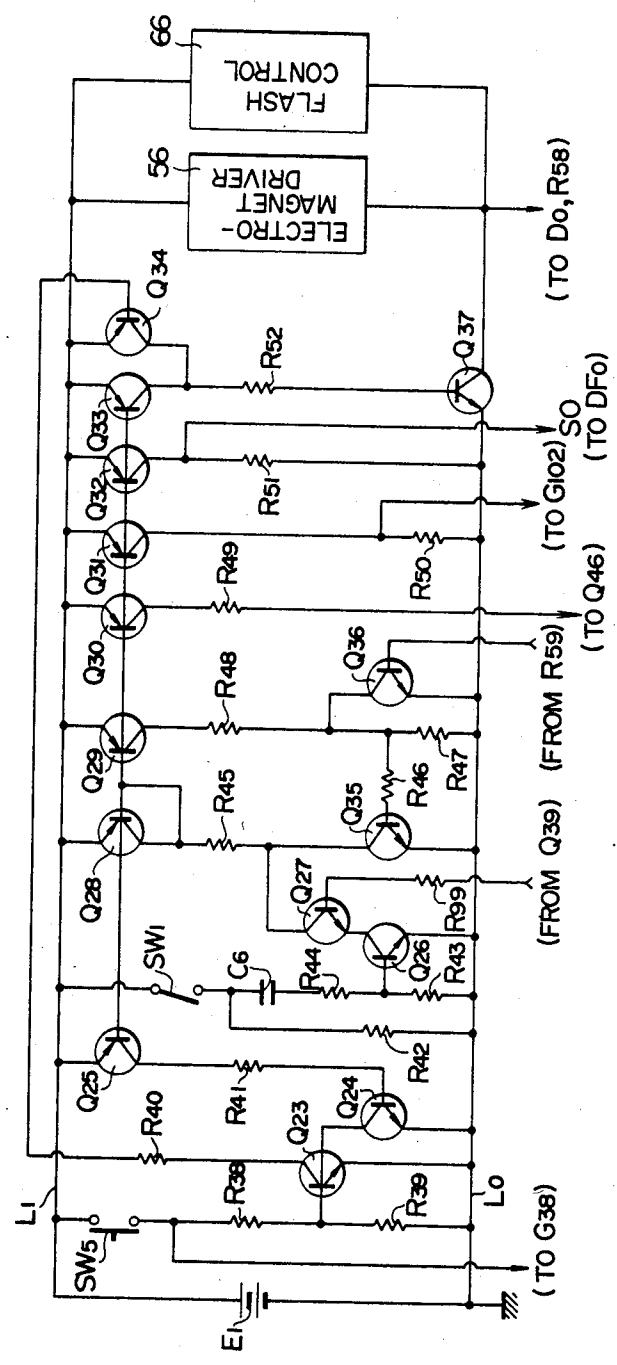 66
FLASH
CONTROL
56
ELECTRO-
MAGNET
DRIVER
(TO D0, R58)
Q34
R52
Q37
Q33
SO
(TO DF0)
Q32
R51
(TO G102)
Q31
R50
Q30
R49
(TO Q46)
Q36
(FROM R59)
Q29
R48
R47
R46
Q28
R45
Q35
Q27
R99
(FROM Q39)
SW1
C6
R44
Q26
R43
R42
Q25
R41
Q24
R40
Q23
L1
R38
R39
L0
SW5
(TO G38)
E1